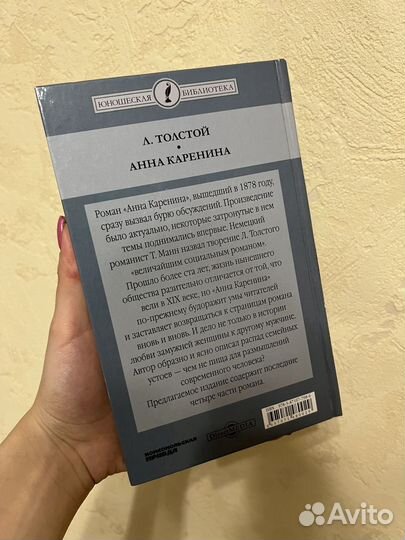 ЮНОШЕСКАЯ БИБЛИОТЕКА
Л. ТОЛСТОЙ
•
АННА КАРЕНИНА
Роман «Анна Каренина», вышедший в 1878 году,
сразу вызвал бурю обсуждений. Произведение
было актуально, некоторые затронутые в нем
темы поднимались впервые. Немецкий
романист Т. Манн назвал творение Л. Толстого
«величайшим социальным романом».
Прошло более ста лет, жизнь нынешнего
общества разительно отличается от той, что
вели в XIX веке, но «Анна Каренина»
по-прежнему будоражит умы читателей
и заставляет возвращаться к страницам романа
вновь и вновь. И дело не только в истории
любви замужней женщины к другому мужчине.
Автор образно и ясно описал распад семейных
устоев — чем не пища для размышлений
современного человека?
Предлагаемое издание содержит последние
четыре части романа.
КОМСОМОЛЬСКАЯ
ПРАВДА
DirectMEDIA
ISBN
Avito